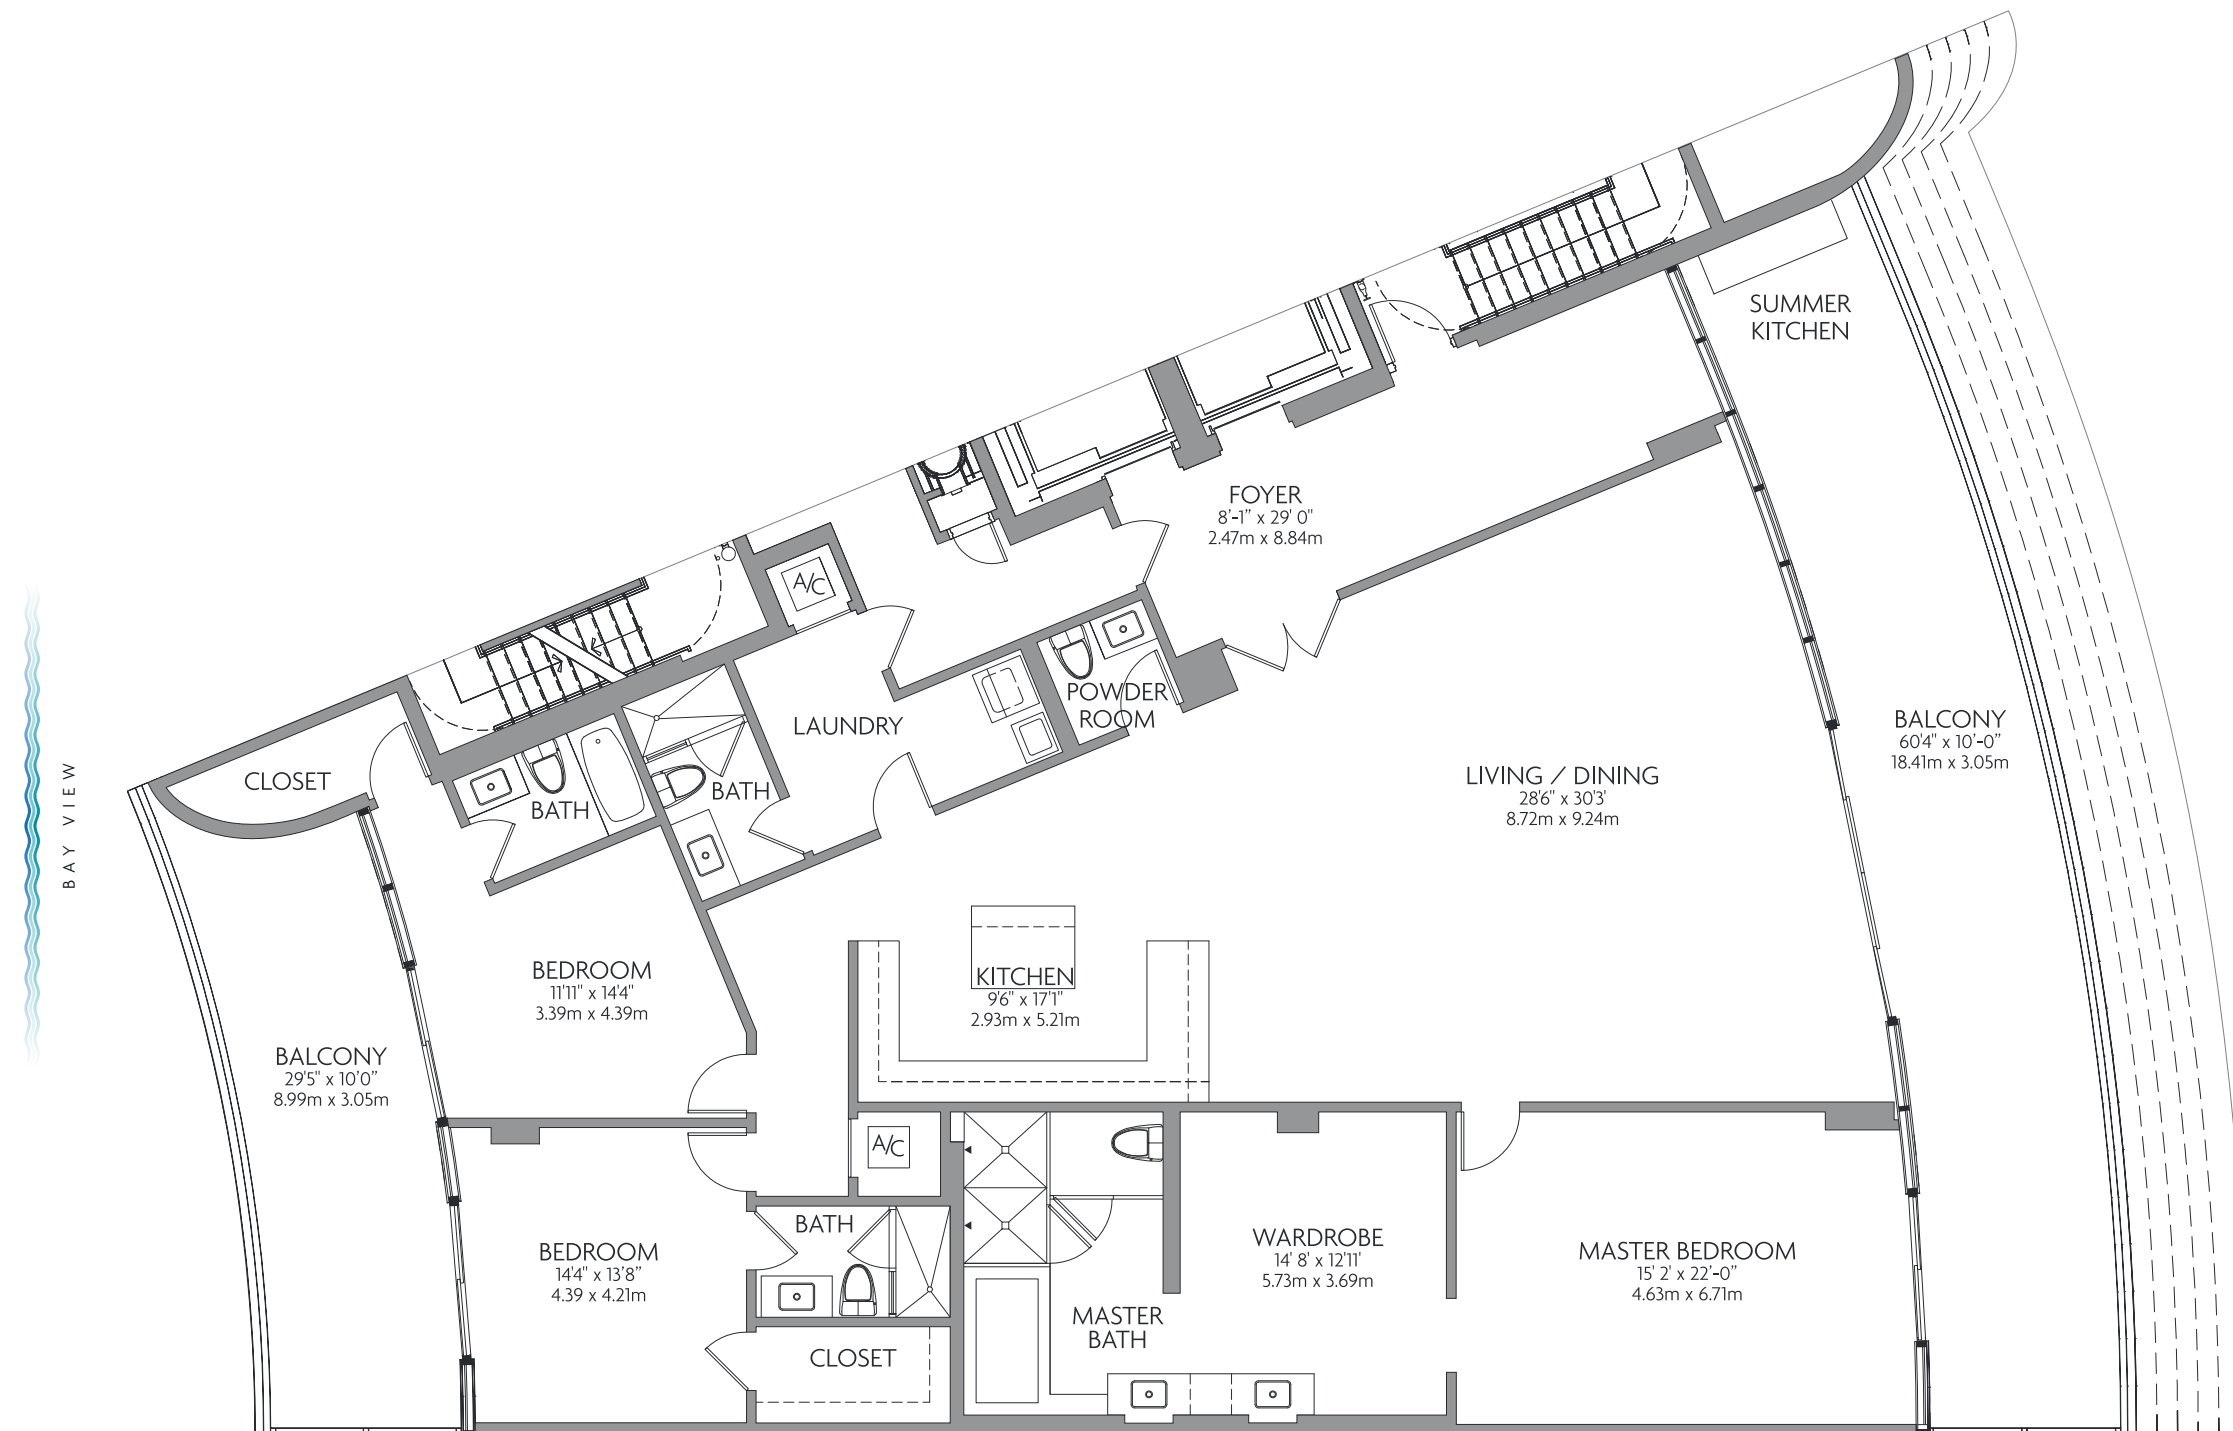 SUMMER
KITCHEN
FOYER
8'-1" x 29' 0"
2.47m x 8.84m
A/C
POWDER
ROOM
LAUNDRY
BALCONY
60'4" x 10'-0"
18.41m x 3.05m
CLOSET
BATH
BATH
LIVING / DINING
28'6" x 30'3'
8.72m x 9.24m
BAY VIEW
BEDROOM
11'11" x 14'4"
3.39m x 4.39m
KITCHEN
9'6" x 17'1"
2.93m x 5.21m
BALCONY
29'5" x 10'0"
8.99m x 3.05m
A/C
BATH
WARDROBE
14' 8' x 12'11'
5.73m x 3.69m
BEDROOM
14'4" x 13'8"
4.39 x 4.21m
MASTER BEDROOM
15' 2' x 22'-0"
4.63m x 6.71m
MASTER
BATH
CLOSET